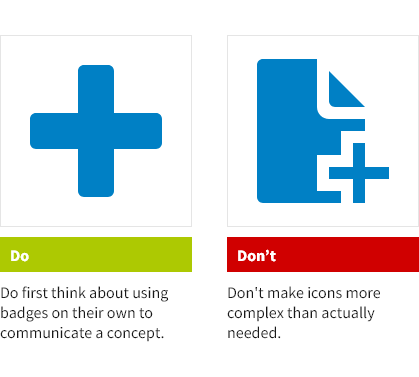 Do
Do first think about using
badges on their own to
communicate a concept.
Don’t
Don't make icons more
complex than actually
needed.